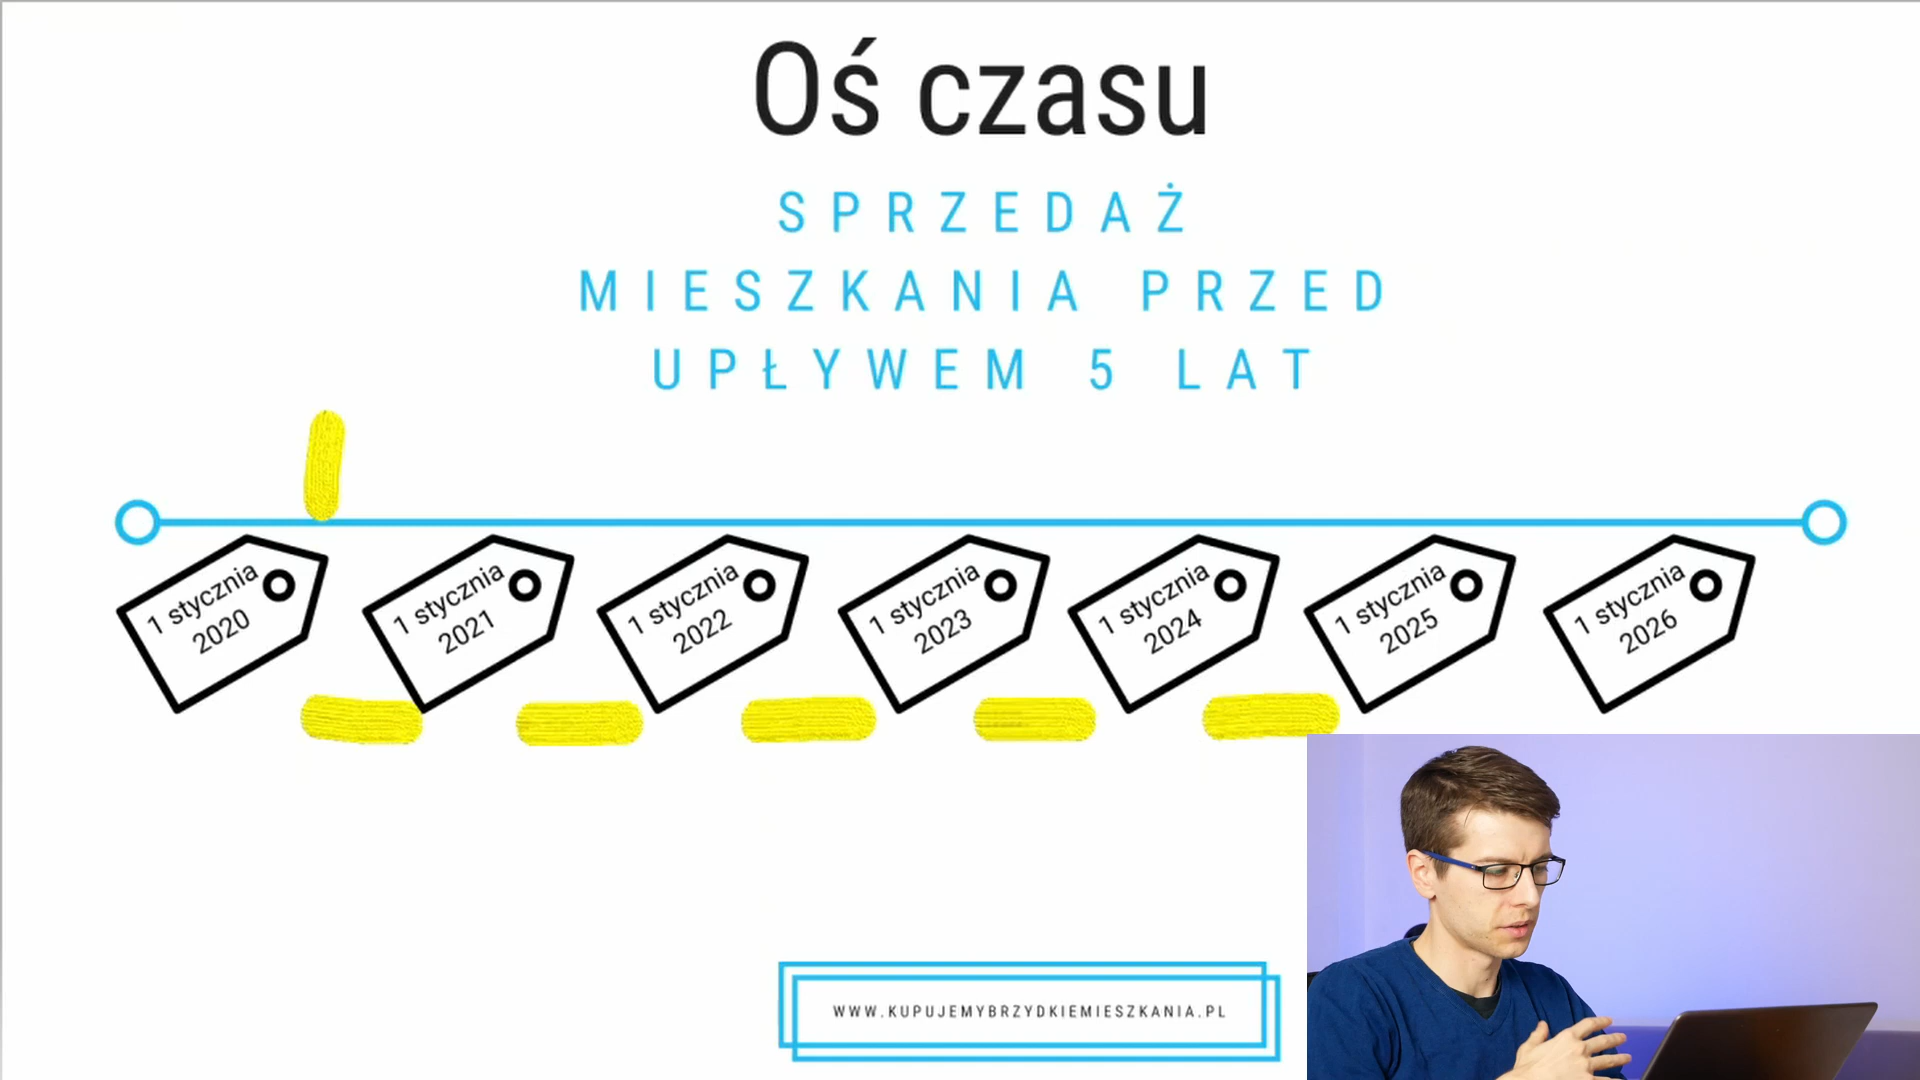 Oś czasu
SPRZEDAŻ
MIESZKANIA PRZED
UPŁYWEM 5 LAT
1 stycznia
2020
1 stycznia
2021
1 stycznia
2022
1 stycznia
2023
1 stycznia
2024
1 stycznia
2025
1 stycznia
2026
WWW.KUPUJEMYBRZYDKIEMIESZKANIA.PL